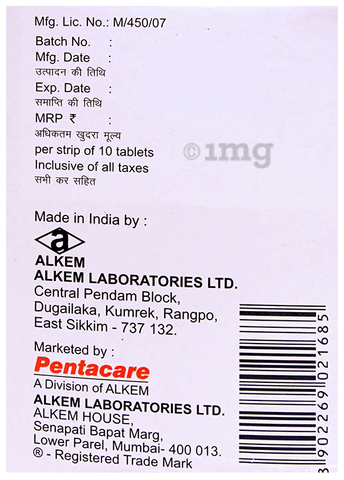 Mfg. Lic. No.: M/450/07
Batch No. :
Mfg. Date :
उत्पादन की तिथि
Exp. Date :
समाप्ति की तिथि
MRP ₹ :
अधिकतम खुदरा मूल्य
per strip of 10 tablets
Inclusive of all taxes
सभी कर सहित
©1mg
Made in India by :
a
ALKEM
ALKEM LABORATORIES LTD.
Central Pendam Block,
Dugailaka, Kumrek, Rangpo,
East Sikkim - 737 132.
Marketed by :
Pentacare
A Division of ALKEM
ALKEM LABORATORIES LTD.
ALKEM HOUSE,
Senapati Bapat Marg,
Lower Parel, Mumbai- 400 013.
® - Registered Trade Mark
8902269021685